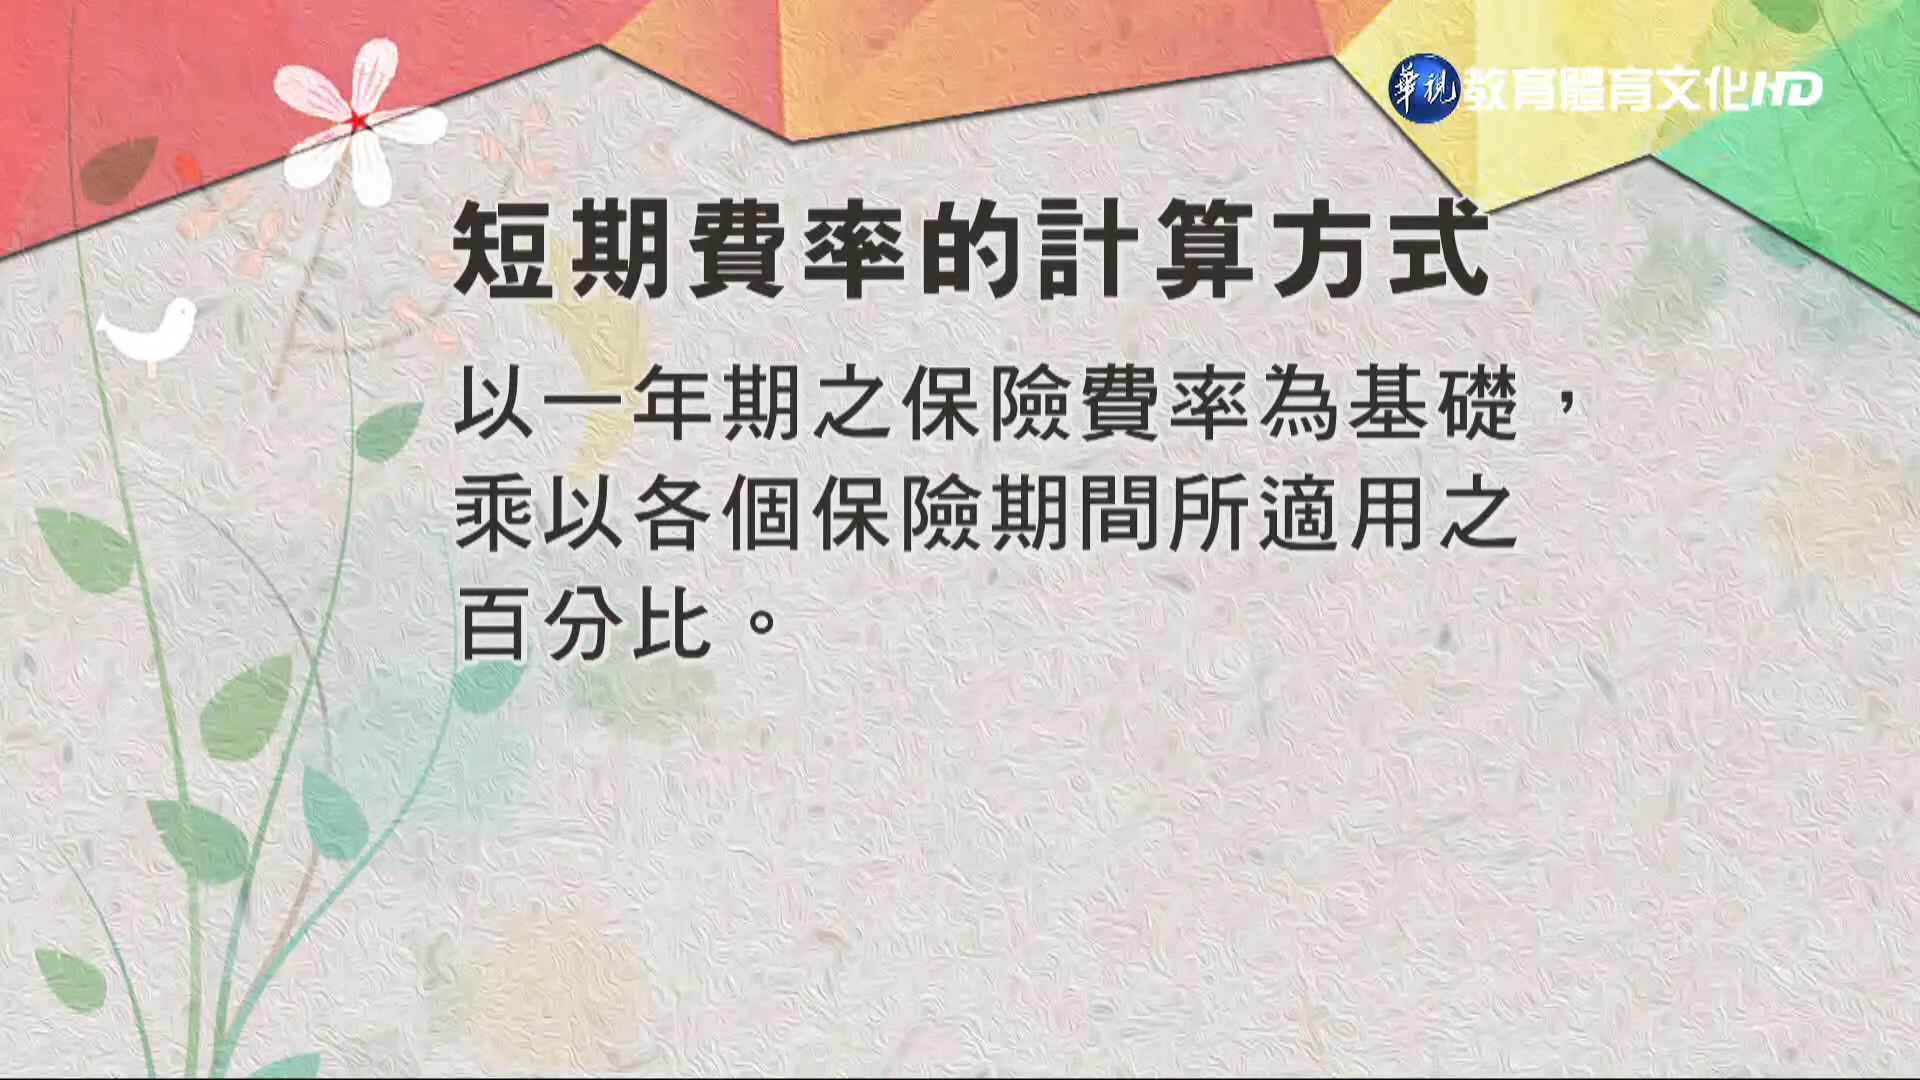 華視 教育體育文化HD
短期費率的計算方式
以一年期之保險費率為基礎，
乘以各個保險期間所適用之
百分比。